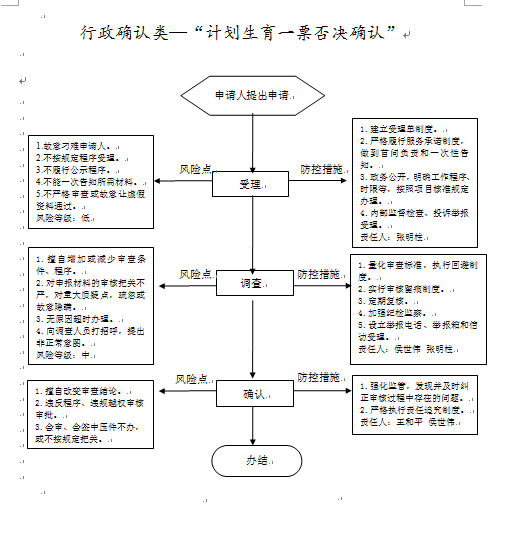 行政确认类—“计划生育一票否决确认”
申请人提出申请
1.故意刁难申请人。
2.不按规定程序受理。
3.不履行公示程序。
4.不能一次告知所需材料。
5.不严格审查或故意让虚假
资料通过。
风险等级：低
风险点
受理
防控措施
1. 建立受理单制度。
2. 严格履行服务承诺制度，
做到首问负责和一次性告
知。
3. 政务公开，明确工作程序、
时限等，按照项目核准规定
办理。
4. 内部监督检查、投诉举报
受理。
责任人：张明柱
1. 擅自增加或减少审查条
件、程序。
2. 对申报材料的审核把关不
严，对重大质疑点，疏忽或
故意隐瞒。
3. 无原因超时办理。
4. 向调查人员打招呼，提出
非正常意图。
风险等级：中
风险点
调查
防控措施
1. 量化审查标准，执行回避制
度。
2. 实行审核留痕制度。
3. 定期复核。
4. 加强纪检监察。
5. 设立举报电话、举报箱和信
访受理。
责任人：侯世伟 张明柱
1. 擅自改变审查结论。
2. 违反程序、违规越权审核
审批。
3. 会审、会签中压件不办，
或不按规定把关。
风险点
确认
防控措施
1. 强化监管，发现并及时纠
正审核过程中存在的问题。
2. 严格执行责任追究制度。
责任人：王和平 侯世伟
办结